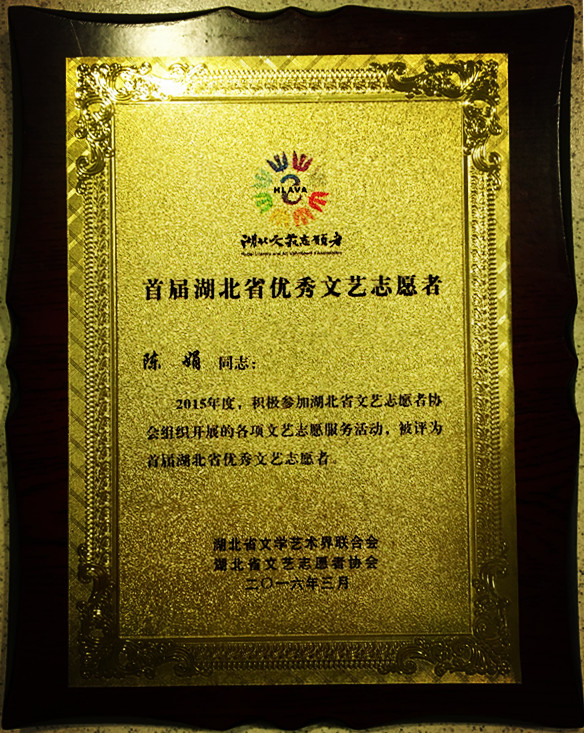 HLAVA
湖北文艺志愿者
首届湖北省优秀文艺志愿者
陈 娟 同志：
2015年度，积极参加湖北省文艺志愿者协
会组织开展的各项文艺志愿服务活动，被评为
首届湖北省优秀文艺志愿者。
湖北省文学艺术界联合会
湖北省文艺志愿者协会
二〇一六年三月